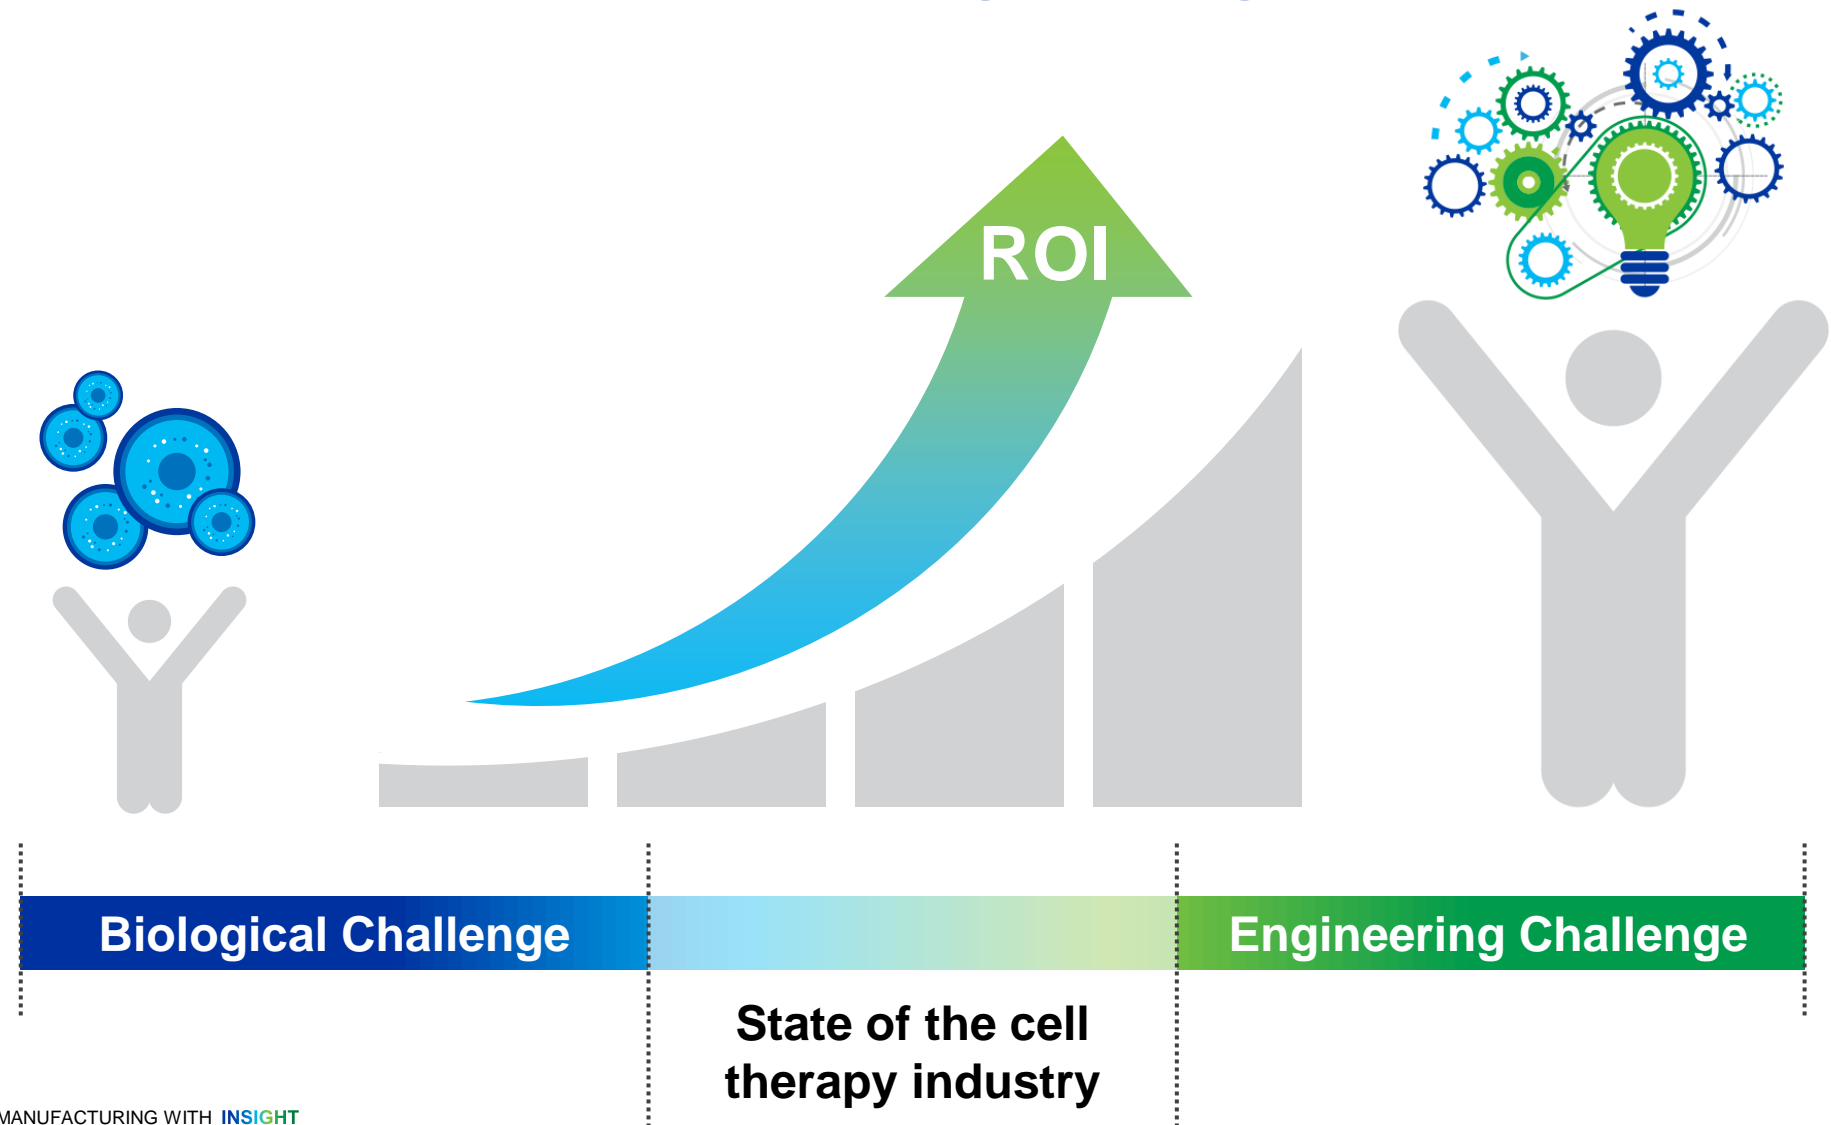 ROI
Biological Challenge
Engineering Challenge
State of the cell
therapy industry
MANUFACTURING WITH INSIGHT